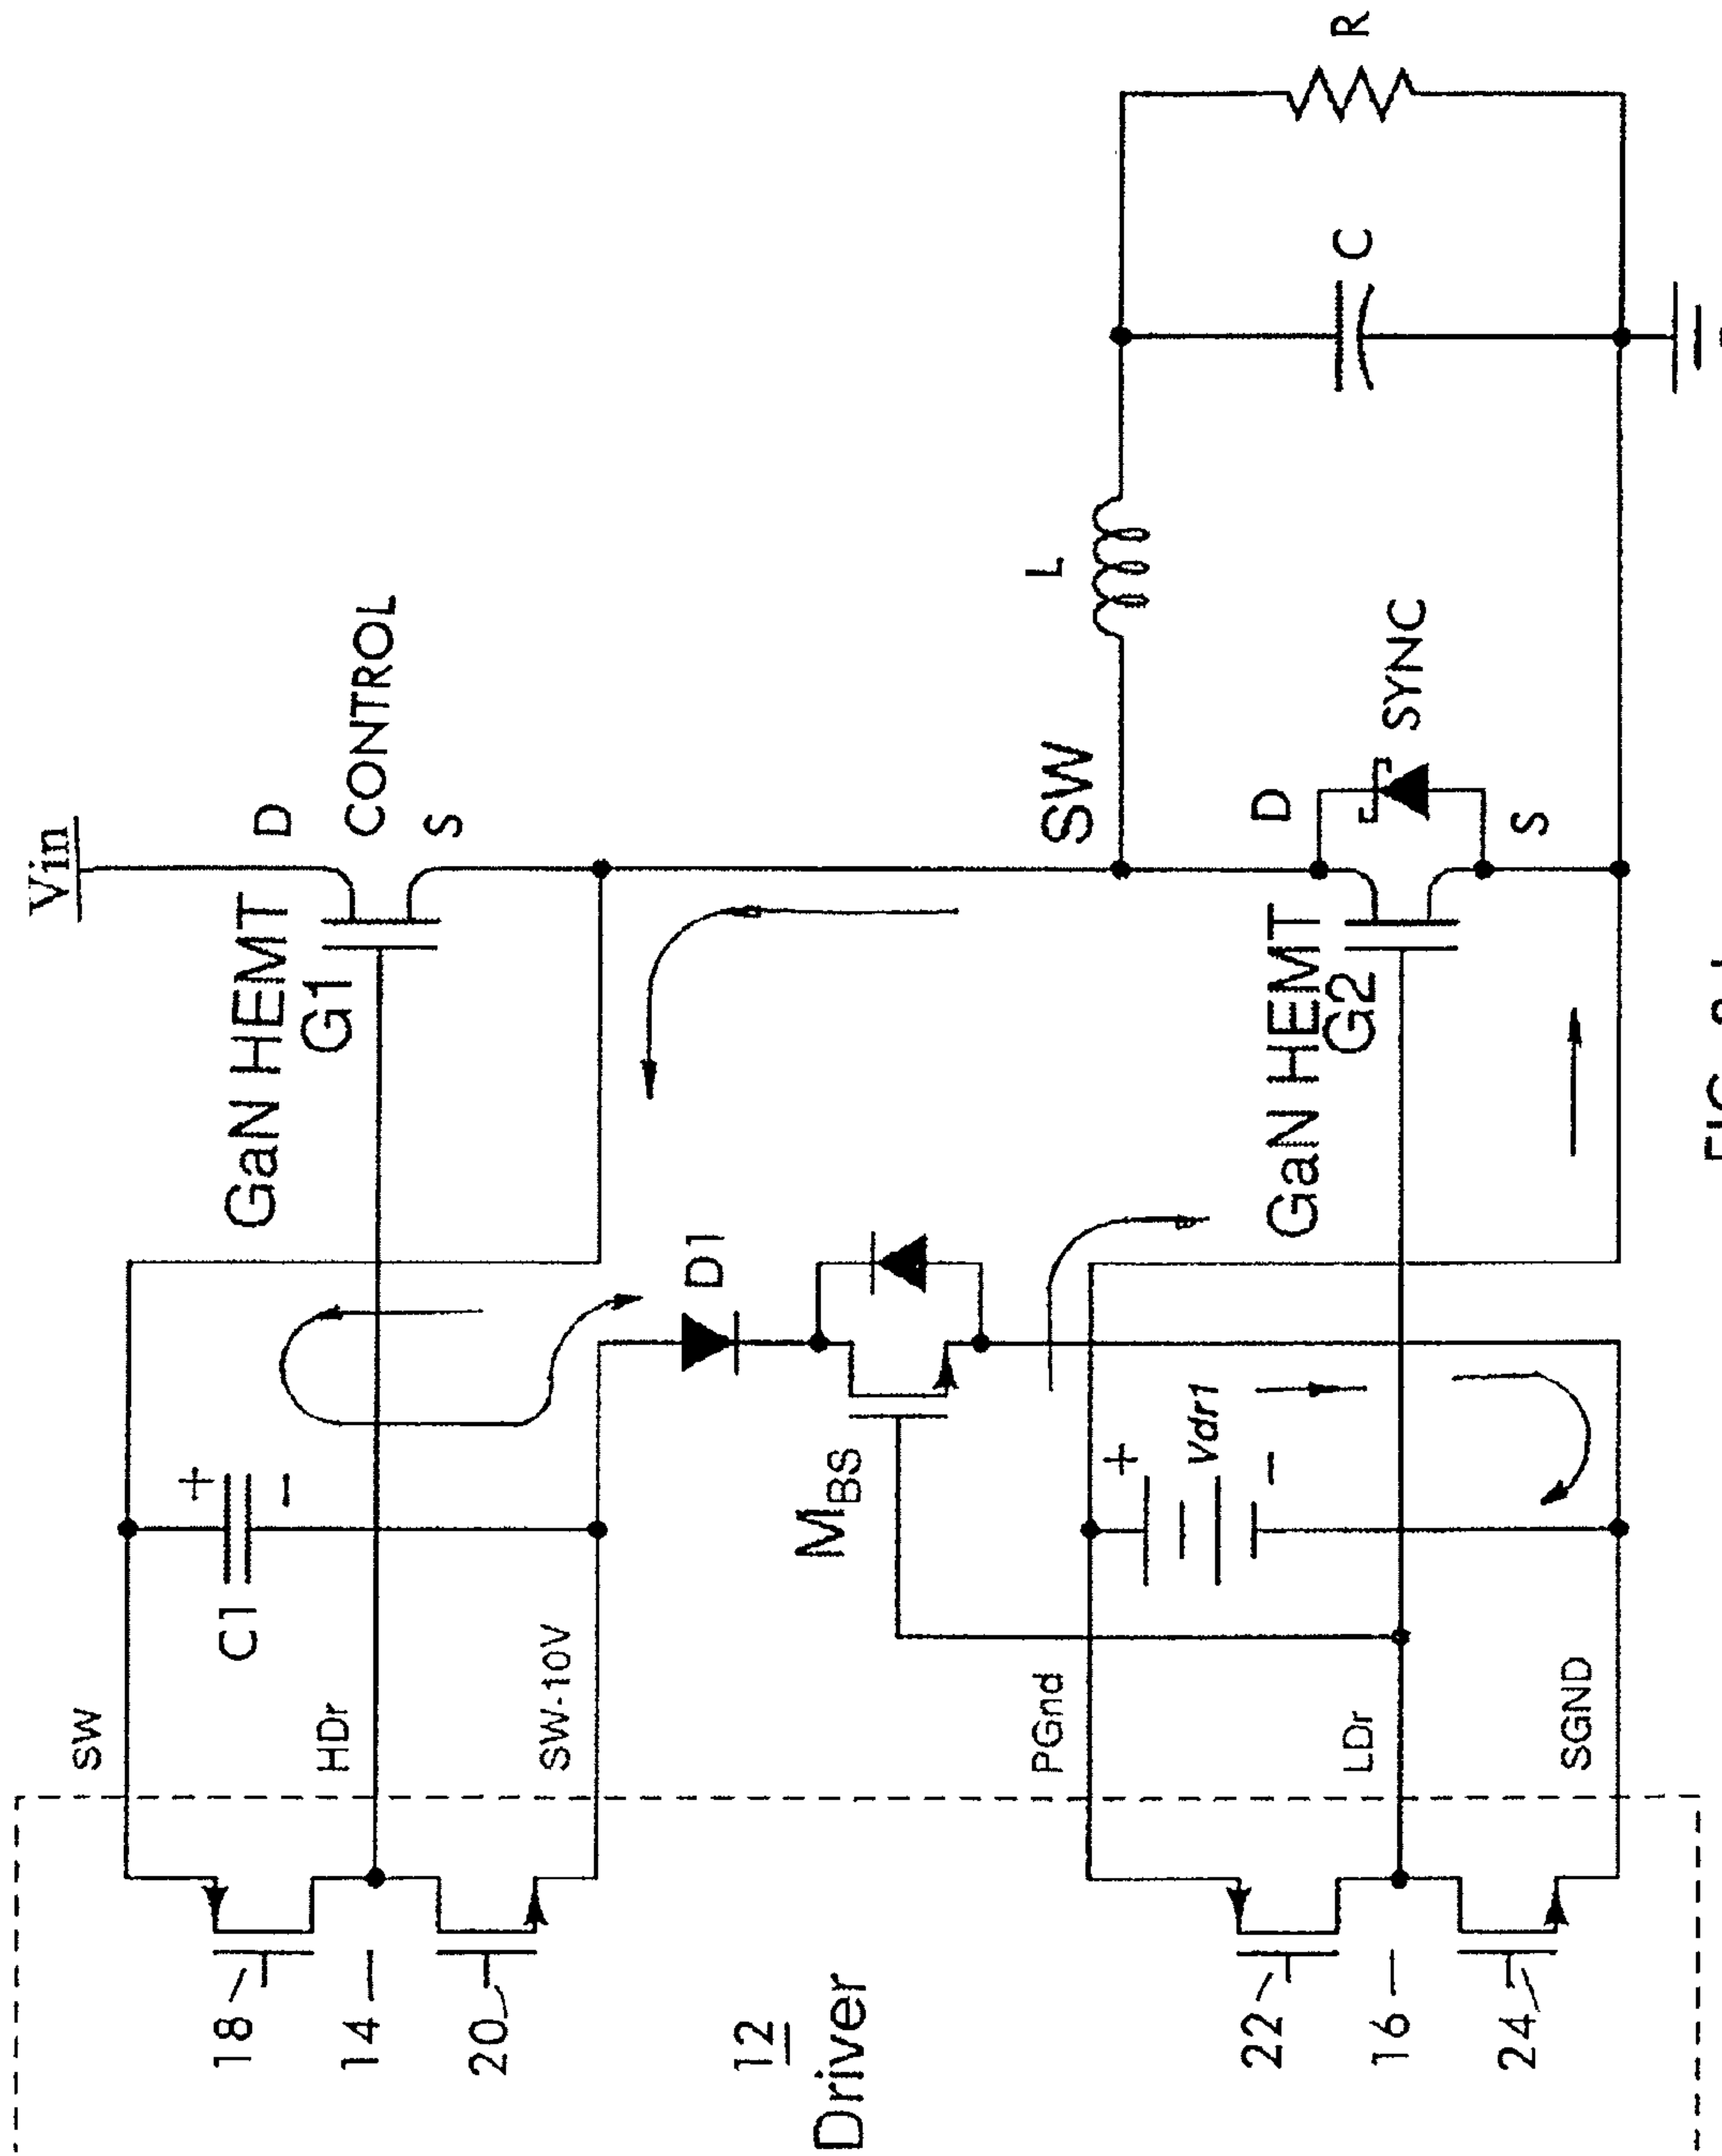 Vin
D
CONTROL
S
GaN HEMT
G1
SW
C1
+
−
HDr
SW-10V
18
14
20
D1
M_BS
12
Driver
SW
L
C
R
D
SYNC
S
GaN HEMT
G2
PGnd
+
Vdr1
−
LDr
SGND
22
16
24